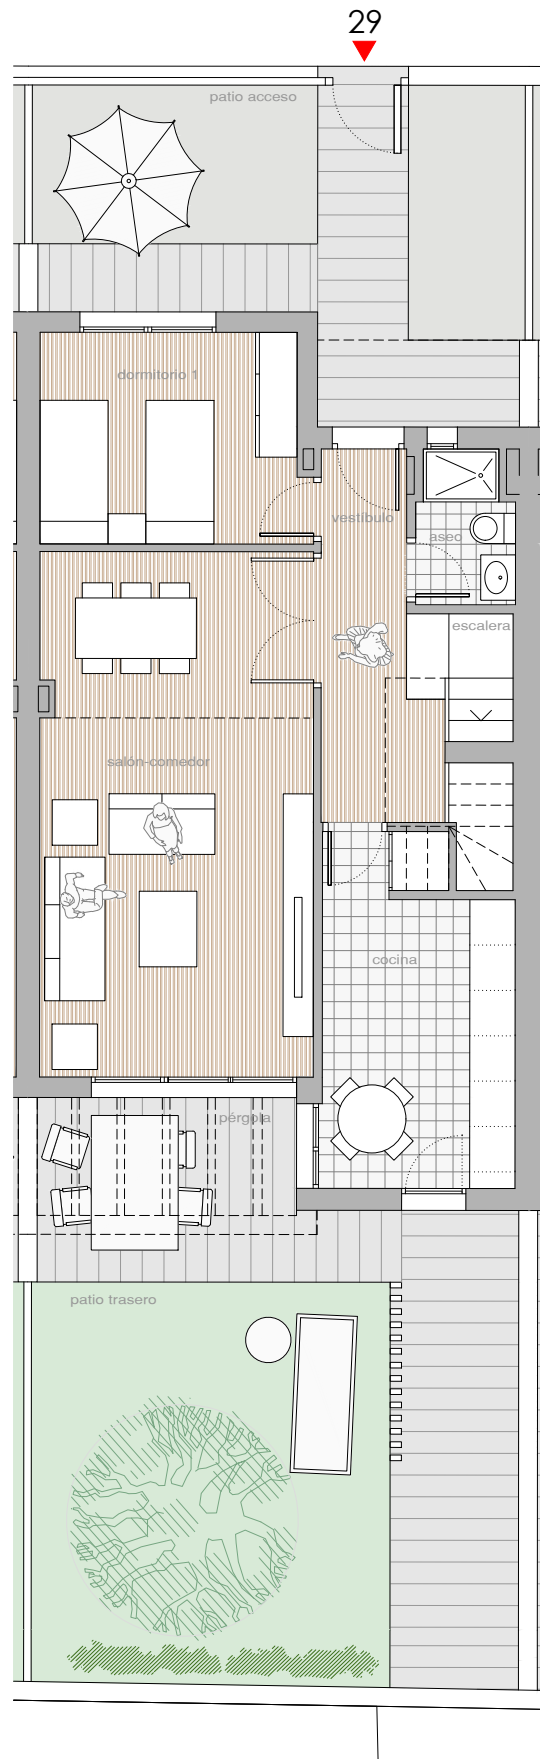 29
patio acceso
dormitorio 1
vestíbulo
aseo
escalera
salón-comedor
cocina
pérgola
patio trasero